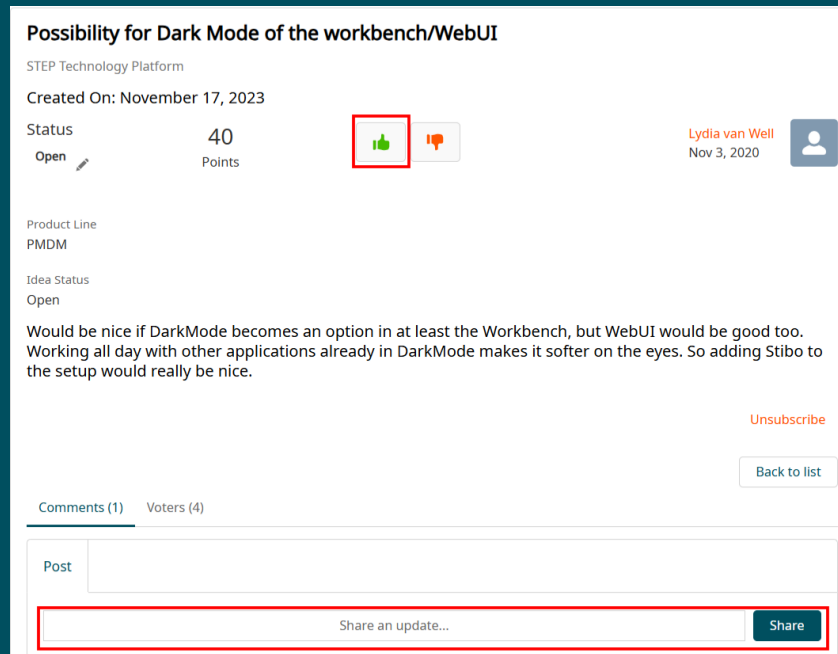 Possibility for Dark Mode of the workbench/WebUI
STEP Technology Platform
Created On: November 17, 2023
Status
Open
40
Points
Lydia van Well
Nov 3, 2020
Product Line
PMDM
Idea Status
Open
Would be nice if DarkMode becomes an option in at least the Workbench, but WebUI would be good too.
Working all day with other applications already in DarkMode makes it softer on the eyes. So adding Stibo to
the setup would really be nice.
Unsubscribe
Back to list
Comments (1) Voters (4)
Post
Share an update... Share